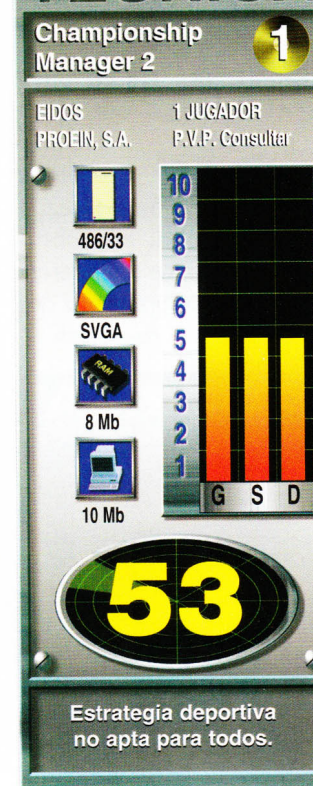 Championship
Manager 2
1
EIDOS
PROEIN, S.A.
1 JUGADOR
P.V.P. Consultar
486/33
SVGA
RAM
8 Mb
10 Mb
10
9
8
7
6
5
4
3
2
1
G S D
53
Estrategia deportiva
no apta para todos.